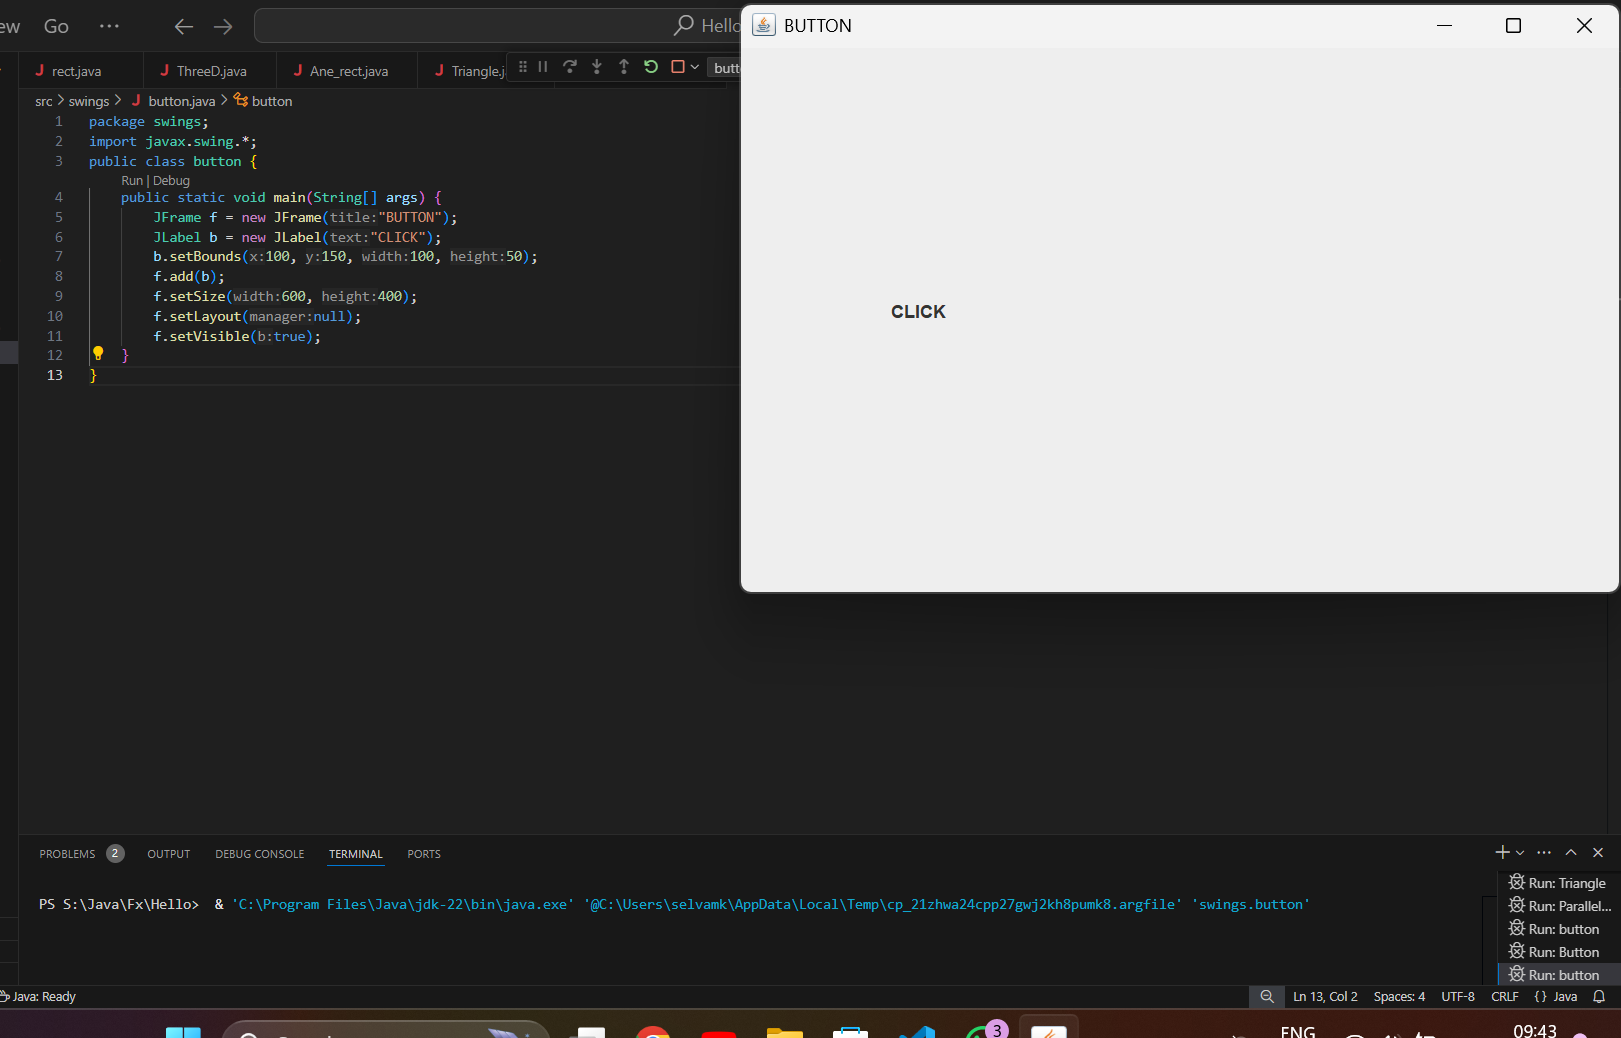 Go ···
Hello
BUTTON
J rect.java J ThreeD.java J Ane_rect.java J Triangle.j
src > swings > J button.java > button
1 package swings;
2 import javax.swing.*;
3 public class button {
Run | Debug
4 public static void main(String[] args) {
5 JFrame f = new JFrame(title:"BUTTON");
6 JLabel b = new JLabel(text:"CLICK");
7 b.setBounds(x:100, y:150, width:100, height:50);
8 f.add(b);
9 f.setSize(width:600, height:400);
10 f.setLayout(manager:null);
11 f.setVisible(b:true);
12 }
13 }
CLICK
PROBLEMS 2 OUTPUT DEBUG CONSOLE TERMINAL PORTS
PS S:\Java\Fx\Hello> & 'C:\Program Files\Java\jdk-22\bin\java.exe' '@C:\Users\selvamk\AppData\Local\Temp\cp_21zhwa24cpp27gwj2kh8pumk8.argfile' 'swings.button'
Run: Triangle
Run: Parallel...
Run: button
Run: Button
Run: button
Java: Ready
Ln 13, Col 2 Spaces: 4 UTF-8 CRLF {} Java
3
ENG
09:43